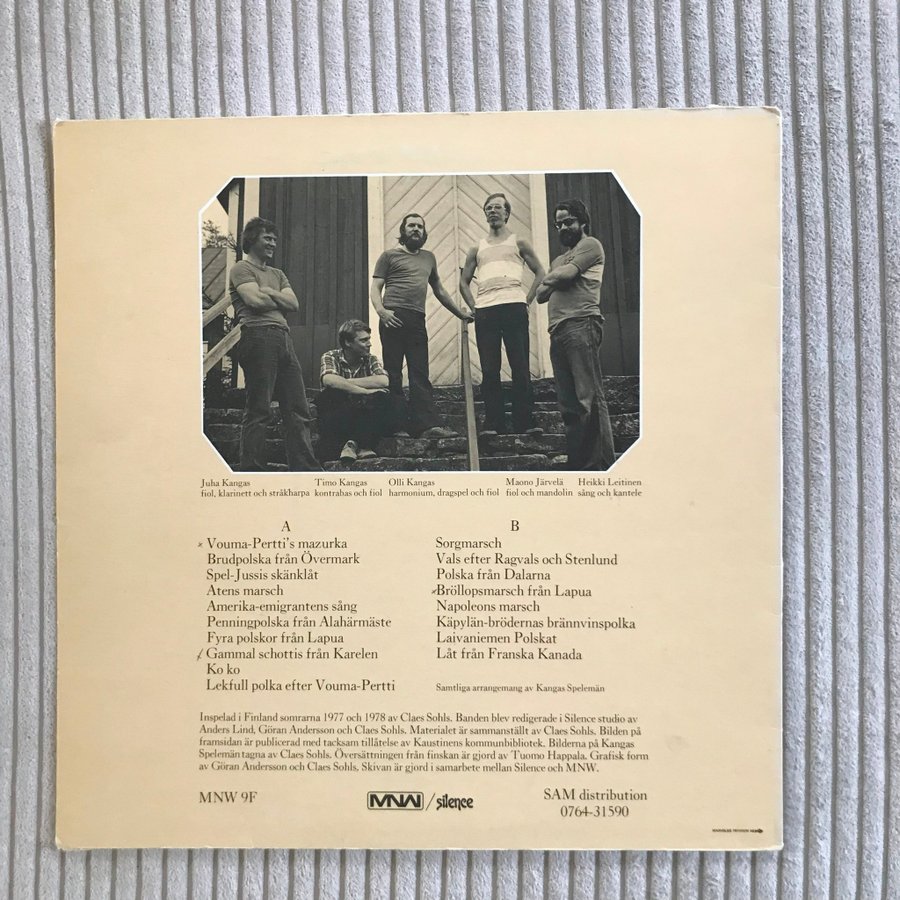 Juha Kangas
fiol, klarinett och stråkharpa
Timo Kangas
kontrabas och fiol
Olli Kangas
harmonium, dragspel och fiol
Maono Järvelä
fiol och mandolin
Heikki Leitinen
sång och kantele
A
Vouma-Pertti's mazurka
Brudpolska från Övermark
Spel-Jussis skänklåt
Atens marsch
Amerika-emigrantens sång
Penningpolska från Alahärmäste
Fyra polskor från Lapua
Gammal schottis från Karelen
Ko ko
Lekfull polka efter Vouma-Pertti
B
Sorgmarsch
Vals efter Ragvals och Stenlund
Polska från Dalarna
Bröllopsmarsch från Lapua
Napoleons marsch
Käpylän-brödernas brännvinspolka
Laivaniemen Polskat
Låt från Franska Kanada
Samtliga arrangemang av Kangas Spelemän
Inspelad i Finland somrarna 1977 och 1978 av Claes Sohls. Banden blev redigerade i Silence studio av
Anders Lind, Göran Andersson och Claes Sohls. Materialet är sammanställt av Claes Sohls. Bilden på
framsidan är publicerad med tacksam tillåtelse av Kaustinens kommunbibliotek. Bilderna på Kangas
Spelemän tagna av Claes Sohls. Översättningen från finskan är gjord av Tuomo Happala. Grafisk form
av Göran Andersson och Claes Sohls. Skivan är gjord i samarbete mellan Silence och MNW.
MNW 9F
MNW / silence
SAM distribution
0764-31590